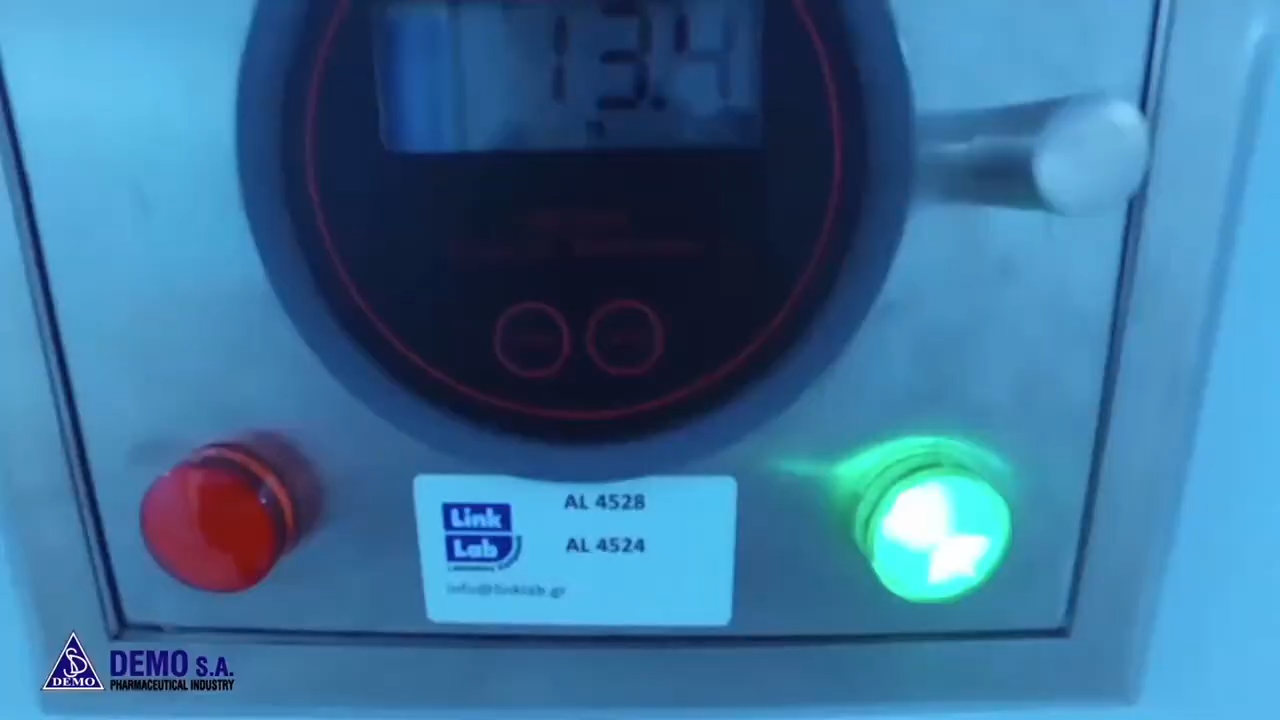 13.4
AL 4528
Link
Lab
AL 4524
info@linklab.gr
DEMO S.A.
PHARMACEUTICAL INDUSTRY
DEMO